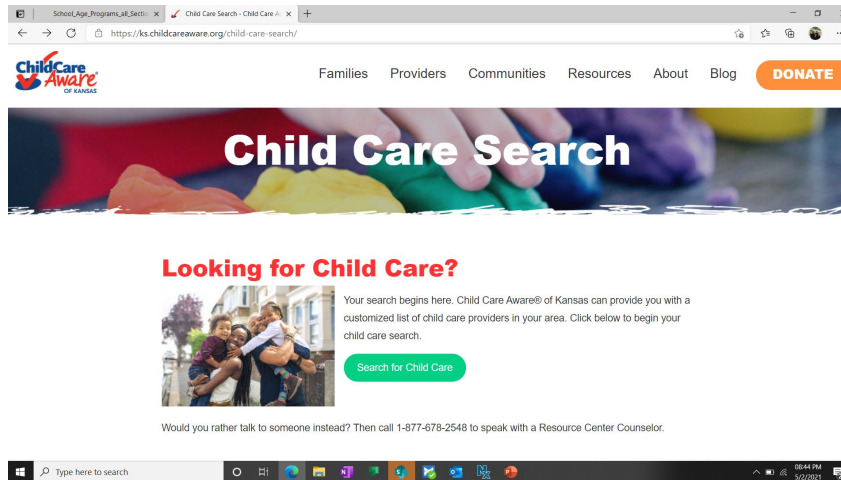 School_Age_Programs_all_Sectio
Child Care Search - Child Care A
https://ks.childcareaware.org/child-care-search/
ChildCare
Aware
OF KANSAS
Families Providers Communities Resources About Blog DONATE
Child Care Search
Looking for Child Care?
Your search begins here. Child Care Aware® of Kansas can provide you with a
customized list of child care providers in your area. Click below to begin your
child care search.
Search for Child Care
Would you rather talk to someone instead? Then call 1-877-678-2548 to speak with a Resource Center Counselor.
Type here to search
08:44 PM
5/2/2021